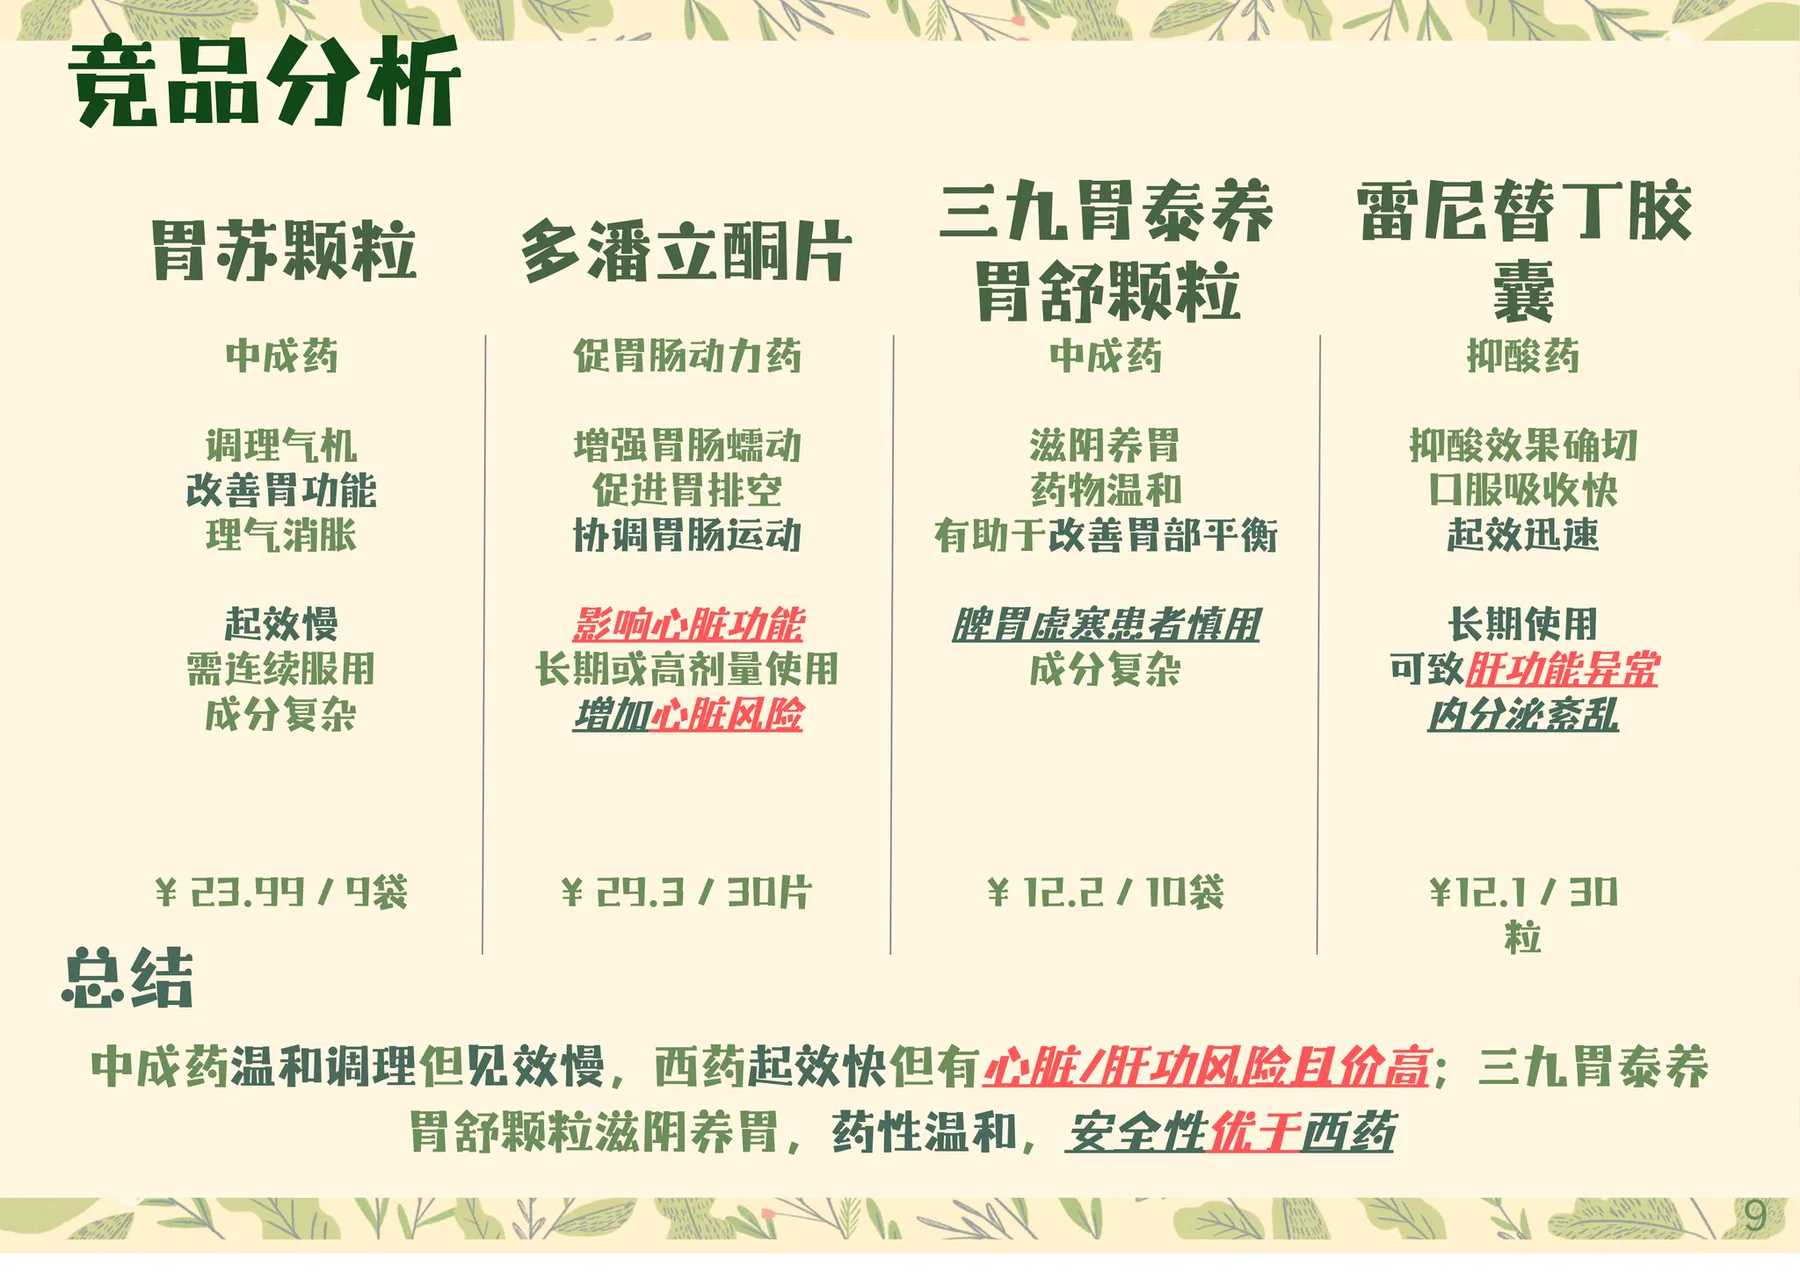 竞品分析
胃苏颗粒
中成药
调理气机
改善胃功能
理气消胀
起效慢
需连续服用
成分复杂
¥ 23.99 / 9袋
多潘立酮片
促胃肠动力药
增强胃肠蠕动
促进胃排空
协调胃肠运动
影响心脏功能
长期或高剂量使用
增加心脏风险
¥ 29.3 / 30片
三九胃泰养
胃舒颗粒
中成药
滋阴养胃
药物温和
有助于改善胃部平衡
脾胃虚寒患者慎用
成分复杂
¥ 12.2 / 10袋
雷尼替丁胶
囊
抑酸药
抑酸效果确切
口服吸收快
起效迅速
长期使用
可致肝功能异常
内分泌紊乱
¥12.1 / 30
粒
总结
中成药温和调理但见效慢，西药起效快但有心脏/肝功风险且价高；三九胃泰养
胃舒颗粒滋阴养胃，药性温和，安全性优于西药
9